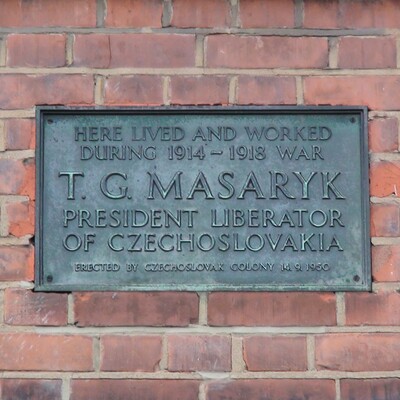 HERE LIVED AND WORKED
DURING 1914 – 1918 WAR
T. G. MASARYK
PRESIDENT LIBERATOR
OF CZECHOSLOVAKIA
ERECTED BY CZECHOSLOVAK COLONY 14.9.1950